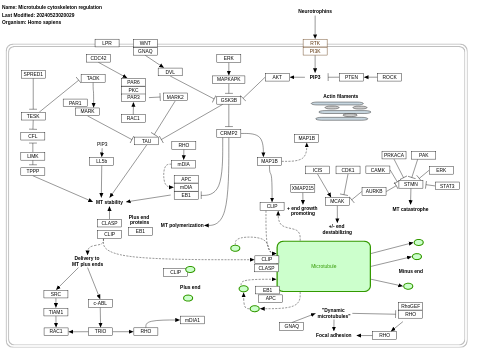 Name: Microtubule cytoskeleton regulation
Last Modified: 20240523020029
Organism: Homo sapiens
Neurotrophins
LPR
WNT
RTK
GNAQ
PI3K
CDC42
ERK
SPRED1
TAOK
DVL
MAPKAPK
AKT
PIP3
PTEN
ROCK
PAR6
PKC
PAR3
MARK2
GSK3B
Actin filaments
PAR1
MARK
TESK
RAC1
CFL
TAU
CRMP2
MAP1B
PIP3
RHO
LIMK
LL5b
mDIA
MAP1B
PRKACA
PAK
TPPP
ICIS
CDK1
CAMK
ERK
APC
mDIA
EB1
XMAP215
AURKB
STMN
STAT3
MT stability
CLIP
+ end growth
promoting
MCAK
MT catastrophe
Plus end
proteins
CLASP
CLIP
EB1
MT polymerization
+/- end
destabilizing
Delivery to
MT plus ends
CLIP
CLASP
Microtubule
CLIP
Minus end
Plus end
EB1
APC
SRC
c-ABL
TIAM1
RAC1
TRIO
RHO
mDIA1
GNAQ
"Dynamic
microtubules"
RhoGEF
RHO
Focal adhesion
RHO